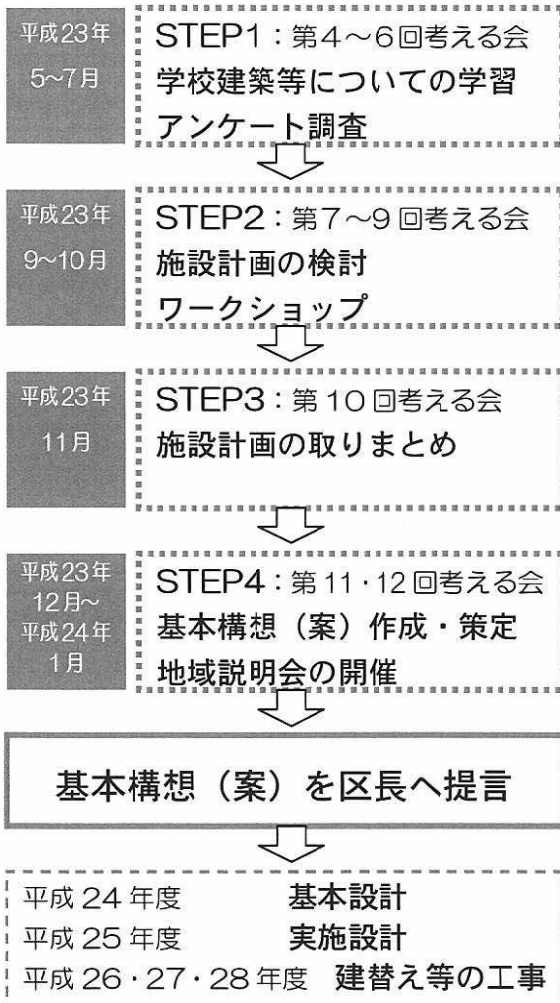 平成23年
5～7月
STEP1：第4～6回考える会
学校建築等についての学習
アンケート調査
平成23年
9～10月
STEP2：第7～9回考える会
施設計画の検討
ワークショップ
平成23年
11月
STEP3：第10回考える会
施設計画の取りまとめ
平成23年
12月～
平成24年
1月
STEP4：第11・12回考える会
基本構想（案）作成・策定
地域説明会の開催
基本構想（案）を区長へ提言
平成24年度 基本設計
平成25年度 実施設計
平成26・27・28年度 建替え等の工事